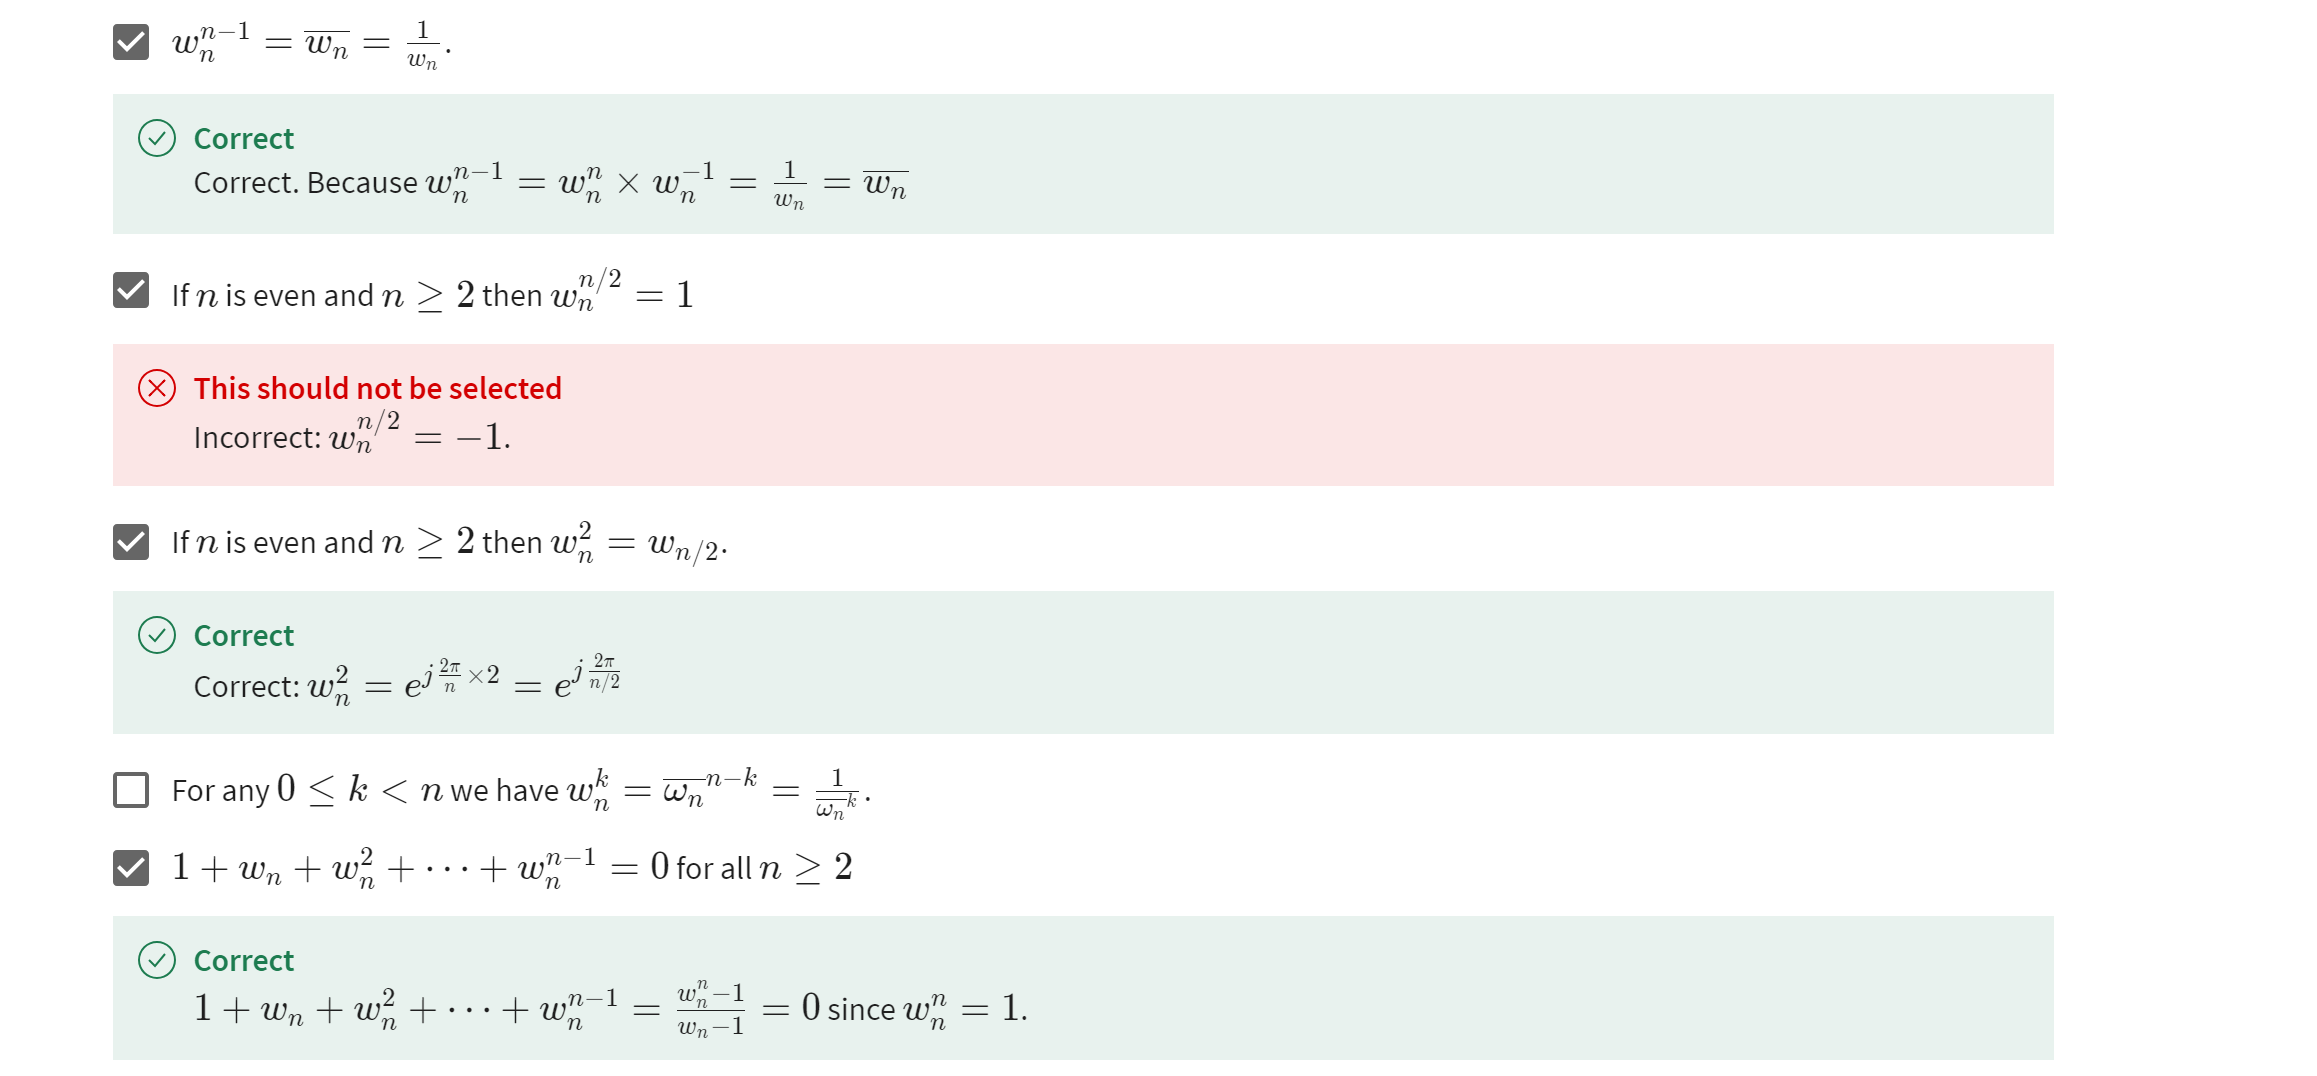 $w_n^{n-1} = \overline{w_n} = \frac{1}{w_n}$.
Correct
Correct. Because $w_n^{n-1} = w_n^n \times w_n^{-1} = \frac{1}{w_n} = \overline{w_n}$
If $n$ is even and $n \geq 2$ then $w_n^{n/2} = 1$
This should not be selected
Incorrect: $w_n^{n/2} = -1$.
If $n$ is even and $n \geq 2$ then $w_n^2 = w_{n/2}$.
Correct
Correct: $w_n^2 = e^{j\frac{2\pi}{n} \times 2} = e^{j\frac{2\pi}{n/2}}$
For any $0 \leq k < n$ we have $w_n^k = \overline{\omega_n}^{n-k} = \frac{1}{\overline{\omega_n}^k}$.
$1 + w_n + w_n^2 + \cdots + w_n^{n-1} = 0$ for all $n \geq 2$
Correct
$1 + w_n + w_n^2 + \cdots + w_n^{n-1} = \frac{w_n^n - 1}{w_n - 1} = 0$ since $w_n^n = 1$.